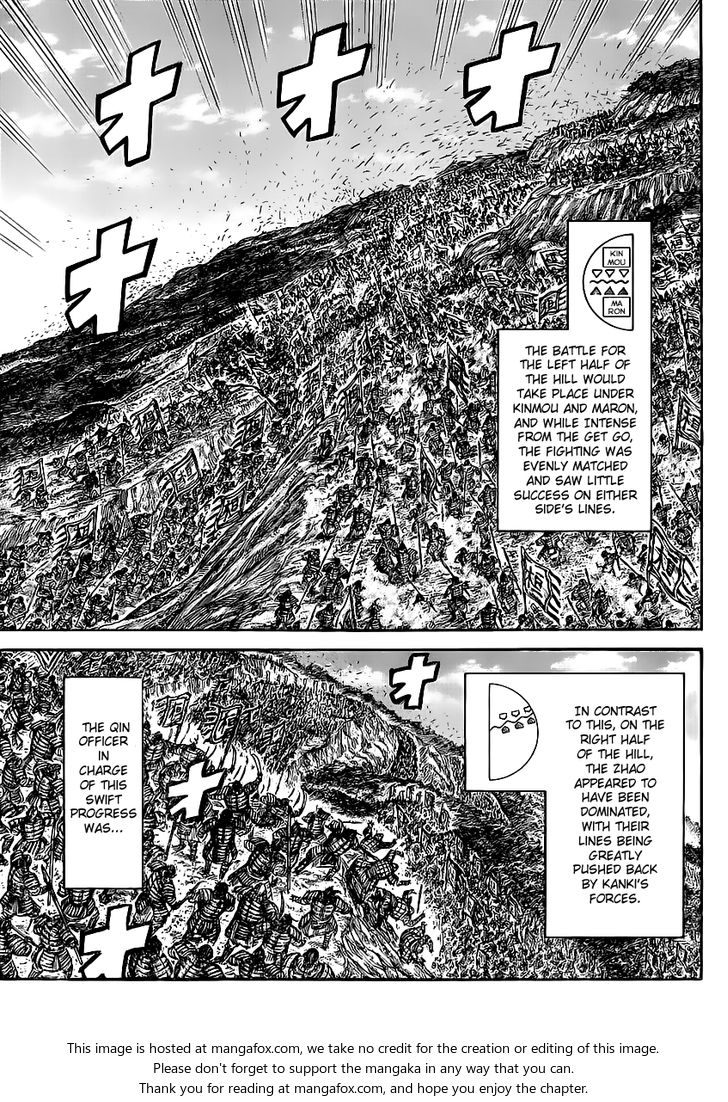 オ
オ
オ
オ
KIN
MOU
MA
RON
THE BATTLE FOR
THE LEFT HALF OF
THE HILL WOULD
TAKE PLACE UNDER
KINMOU AND MARON,
AND WHILE INTENSE
FROM THE GET GO,
THE FIGHTING WAS
EVENLY MATCHED
AND SAW LITTLE
SUCCESS ON EITHER
SIDE'S LINES.
オ
IN CONTRAST
TO THIS, ON THE
RIGHT HALF
OF THE HILL,
THE ZHAO
APPEARED TO
HAVE BEEN
DOMINATED,
WITH THEIR
LINES BEING
GREATLY
PUSHED BACK
BY KANKI'S
FORCES.
オ
オ
THE QIN
OFFICER
IN
CHARGE
OF THIS
SWIFT
PROGRESS
WAS...
This image is hosted at mangafox.com, we take no credit for the creation or editing of this image.
Please don't forget to support the mangaka in any way that you can.
Thank you for reading at mangafox.com, and hope you enjoy the chapter.